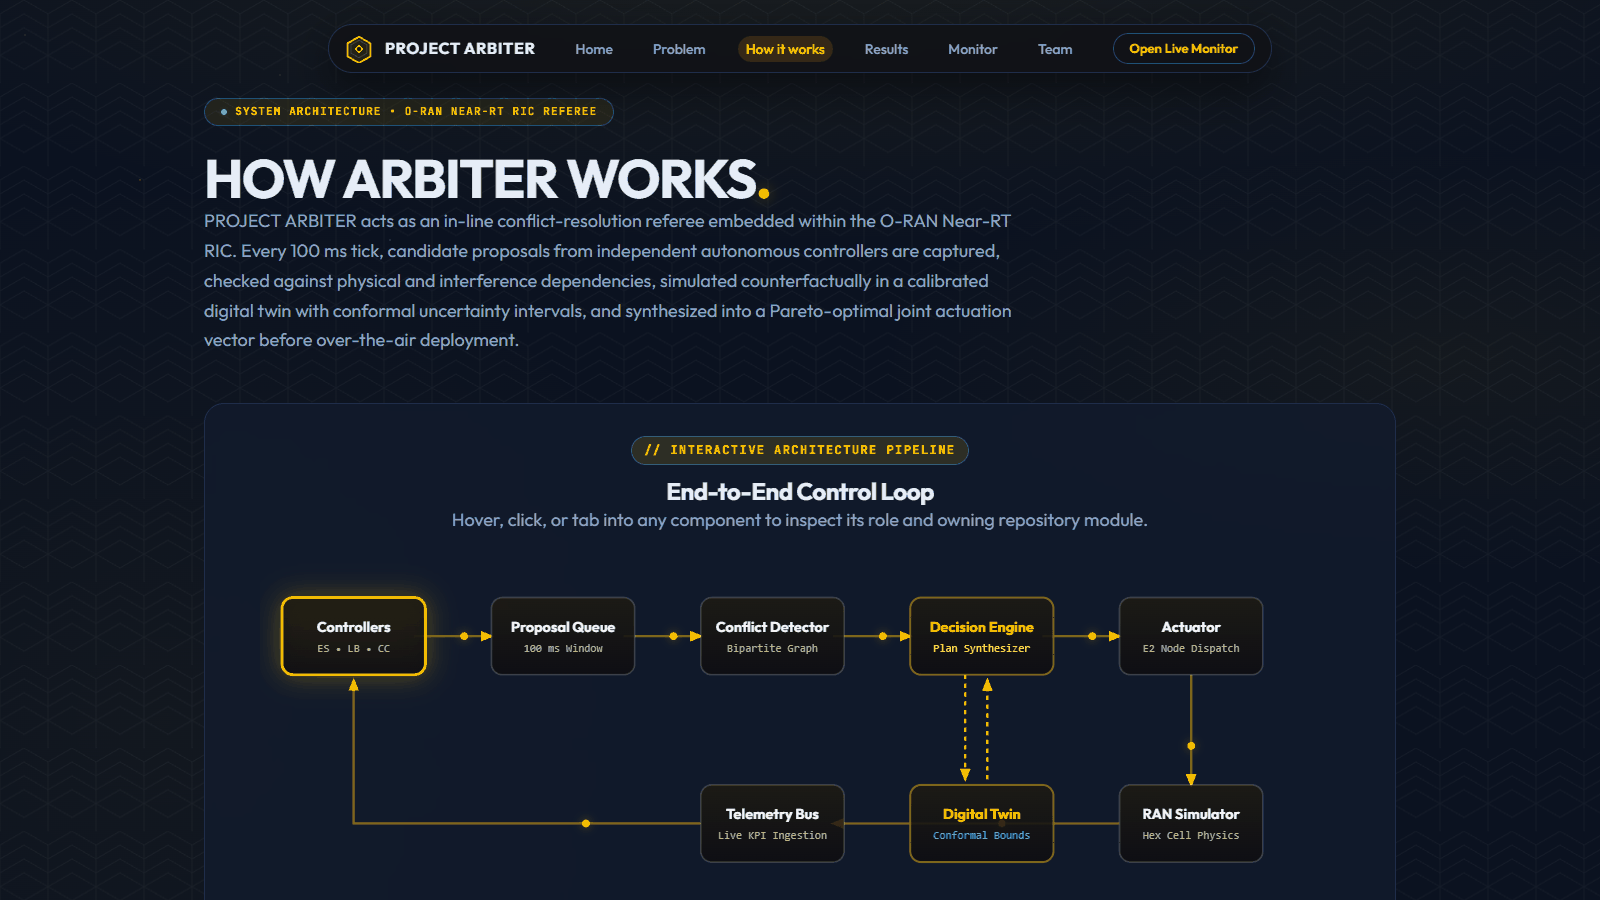 PROJECT ARBITER
Home
Problem
How it works
Results
Monitor
Team
Open Live Monitor
SYSTEM ARCHITECTURE • O-RAN NEAR-RT RIC REFEREE
HOW ARBITER WORKS.
PROJECT ARBITER acts as an in-line conflict-resolution referee embedded within the O-RAN Near-RT
RIC. Every 100 ms tick, candidate proposals from independent autonomous controllers are captured,
checked against physical and interference dependencies, simulated counterfactually in a calibrated
digital twin with conformal uncertainty intervals, and synthesized into a Pareto-optimal joint actuation
vector before over-the-air deployment.
// INTERACTIVE ARCHITECTURE PIPELINE
End-to-End Control Loop
Hover, click, or tab into any component to inspect its role and owning repository module.
Controllers
ES • LB • CC
Proposal Queue
100 ms Window
Conflict Detector
Bipartite Graph
Decision Engine
Plan Synthesizer
Actuator
E2 Node Dispatch
Telemetry Bus
Live KPI Ingestion
Digital Twin
Conformal Bounds
RAN Simulator
Hex Cell Physics